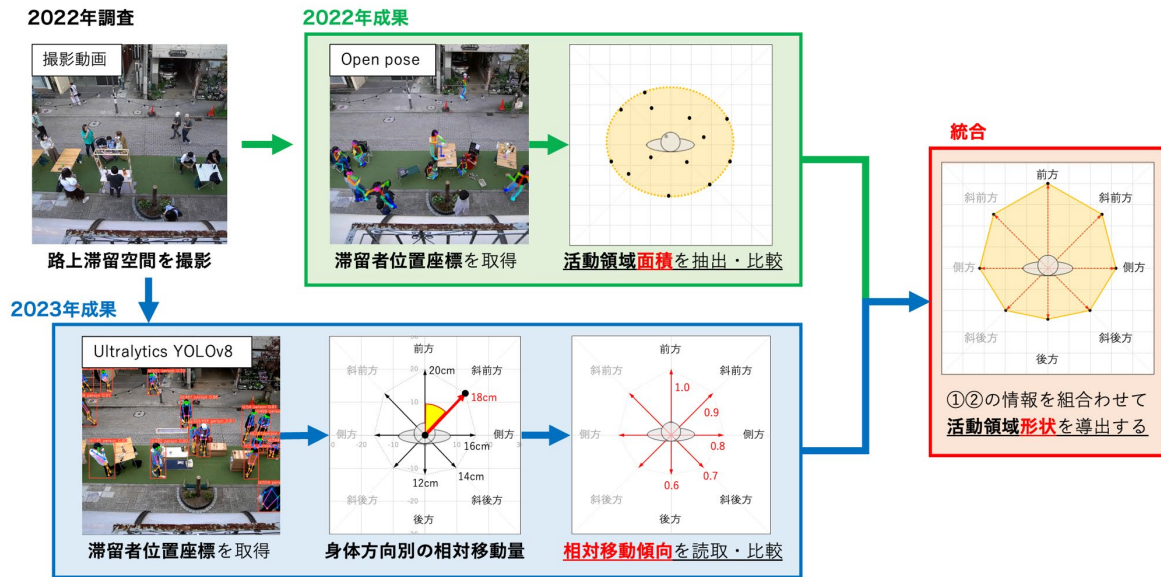 2022年調査
撮影動画
路上滞留空間を撮影
2022年成果
Open pose
滞留者位置座標を取得
活動領域面積を抽出・比較
2023年成果
Ultralytics YOLOv8
滞留者位置座標を取得
前方
斜前方
斜前方
20cm
18cm
側方
側方
16cm
14cm
12cm
斜後方
斜後方
後方
-20
-10
10
20
10
-10
-20
身体方向別の相対移動量
前方
斜前方
斜前方
1.0
0.9
側方
側方
0.8
0.7
0.6
斜後方
斜後方
後方
相対移動傾向を読取・比較
統合
前方
斜前方
斜前方
側方
側方
斜後方
斜後方
後方
①②の情報を組合わせて
活動領域形状を導出する